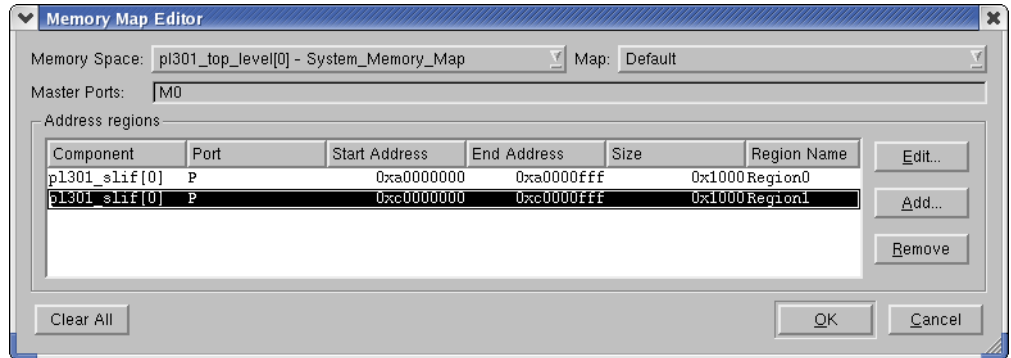 Memory Map Editor
Memory Space: pl301_top_level[0] - System_Memory_Map Map: Default
Master Ports: M0
Address regions
Component Port Start Address End Address Size Region Name
pl301_slif[0] P 0xa0000000 0xa0000fff 0x1000 Region0
pl301_slif[0] P 0xc0000000 0xc0000fff 0x1000 Region1
Edit...
Add...
Remove
Clear All OK Cancel